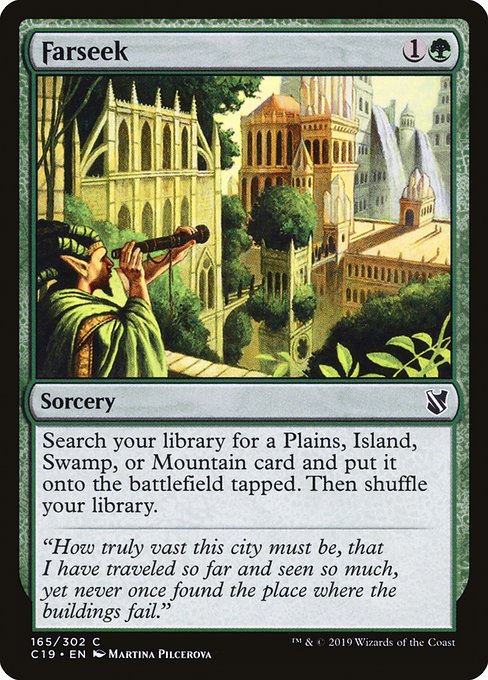 Farseek 1
Sorcery
Search your library for a Plains, Island,
Swamp, or Mountain card and put it
onto the battlefield tapped. Then shuffle
your library.
“How truly vast this city must be, that
I have traveled so far and seen so much,
yet never once found the place where the
buildings fail.”
165/302 C
C19 • EN Martina Pilcerova
™ & © 2019 Wizards of the Coast